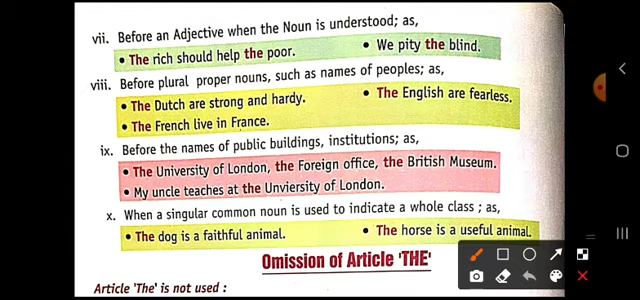 vii. Before an Adjective when the Noun is understood; as,
• The rich should help the poor. • We pity the blind.
viii. Before plural proper nouns, such as names of peoples; as,
• The Dutch are strong and hardy. • The English are fearless.
• The French live in France.
ix. Before the names of public buildings, institutions; as,
• The University of London, the Foreign office, the British Museum.
• My uncle teaches at the Unviersity of London.
x. When a singular common noun is used to indicate a whole class ; as,
• The dog is a faithful animal. • The horse is a useful animal.
Omission of Article 'THE'
Article 'The' is not used :